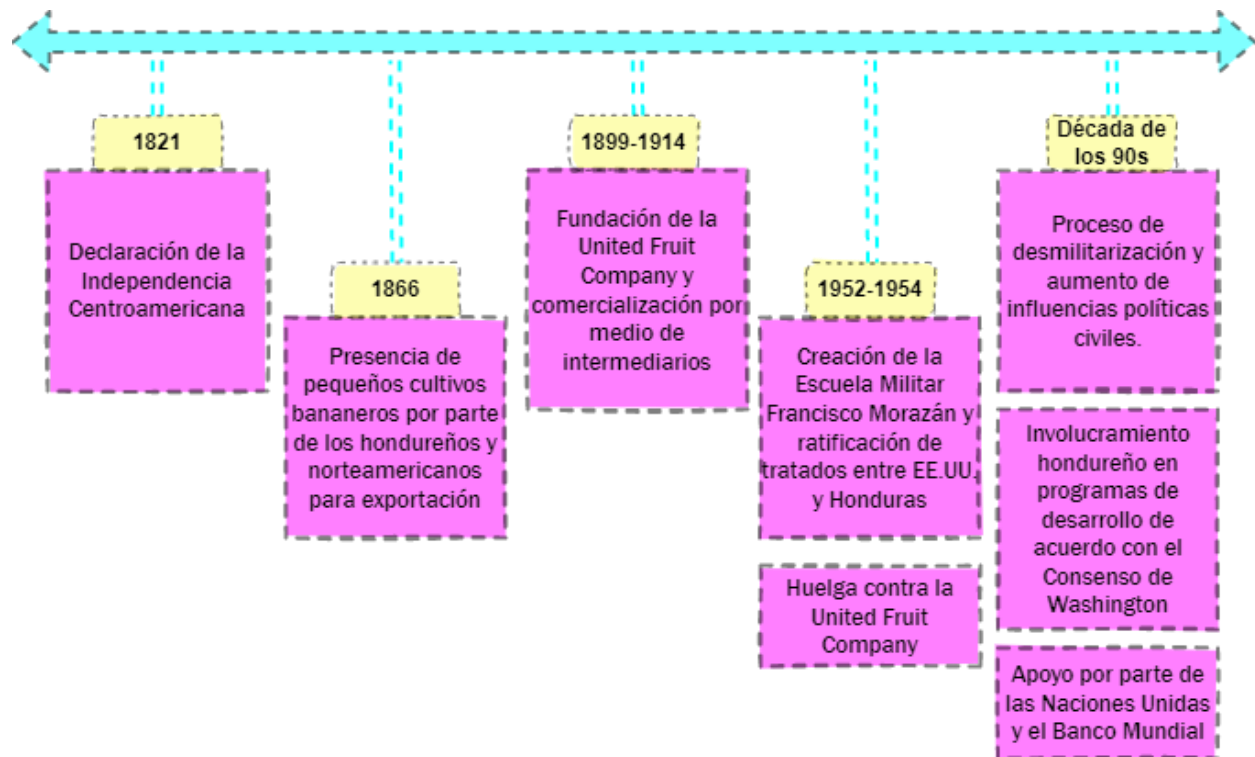 1821
Declaración de la
Independencia
Centroamericana
1866
Presencia de
pequeños cultivos
bananeros por parte
de los hondureños y
norteamericanos
para exportación
1899-1914
Fundación de la
United Fruit
Company y
comercialización por
medio de
intermediarios
1952-1954
Creación de la
Escuela Militar
Francisco Morazán y
ratificación de
tratados entre EE.UU.
y Honduras
Huelga contra la
United Fruit
Company
Década de
los 90s
Proceso de
desmilitarización y
aumento de
influencias políticas
civiles.
Involucramiento
hondureño en
programas de
desarrollo de
acuerdo con el
Consenso de
Washington
Apoyo por parte de
las Naciones Unidas
y el Banco Mundial